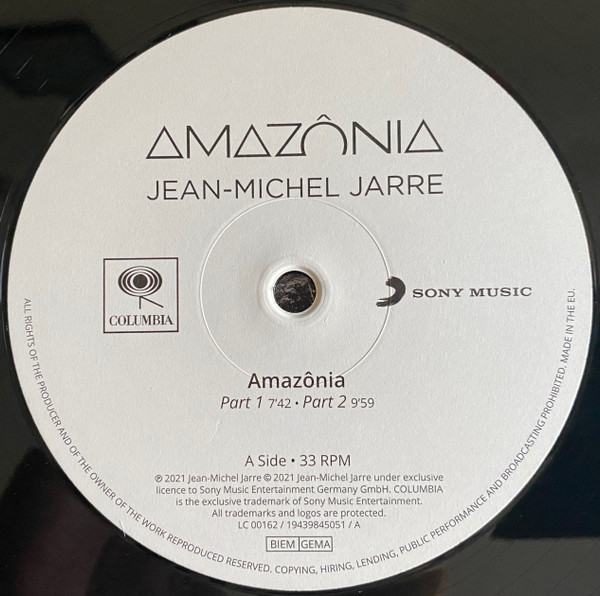 AMAZÔNIA
JEAN-MICHEL JARRE
COLUMBIA
SONY MUSIC
Amazônia
Part 1 7'42 • Part 2 9'59
A Side • 33 RPM
℗ 2021 Jean-Michel Jarre © 2021 Jean-Michel Jarre under exclusive
licence to Sony Music Entertainment Germany GmbH. COLUMBIA
is the exclusive trademark of Sony Music Entertainment.
All trademarks and logos are protected.
LC 00162 / 19439845051 / A
BIEM GEMA
ALL RIGHTS OF THE PRODUCER AND OF THE OWNER OF THE WORK REPRODUCED RESERVED. COPYING, HIRING, LENDING, PUBLIC PERFORMANCE AND BROADCASTING PROHIBITED. MADE IN THE EU.